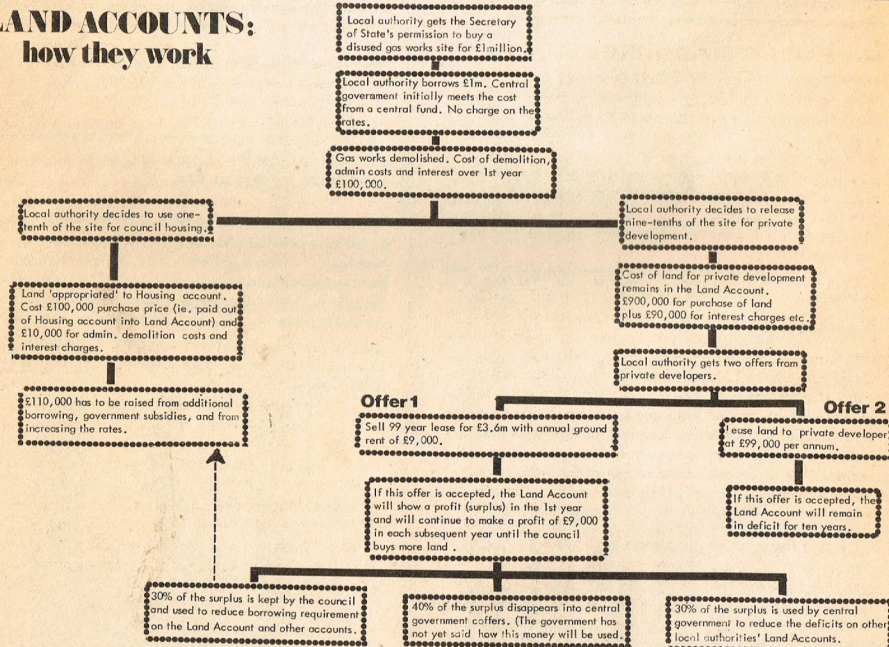 LAND ACCOUNTS:
how they work
Local authority gets the Secretary
of State's permission to buy a
disused gas works site for £1million.
Local authority borrows £1m. Central
government initially meets the cost
from a central fund. No charge on the
rates.
Gas works demolished. Cost of demolition,
admin costs and interest over 1st year
£100,000.
Local authority decides to use one-
tenth of the site for council housing.
Land 'appropriated' to Housing account.
Cost £100,000 purchase price (ie. paid out
of Housing account into Land Account) and
£10,000 for admin. demolition costs and
interest charges.
£110,000 has to be raised from additional
borrowing, government subsidies, and from
increasing the rates.
Local authority decides to release
nine-tenths of the site for private
development.
Cost of land for private development
remains in the Land Account.
£900,000 for purchase of land
plus £90,000 for interest charges etc.
Local authority gets two offers from
private developers.
Offer 1
Sell 99 year lease for £3.6m with annual ground
rent of £9,000.
If this offer is accepted, the Land Account
will show a profit (surplus) in the 1st year
and will continue to make a profit of £9,000
in each subsequent year until the council
buys more land .
Offer 2
Lease land to private developer
at £99,000 per annum.
If this offer is accepted, the
Land Account will remain
in deficit for ten years.
30% of the surplus is kept by the council
and used to reduce borrowing requirement
on the Land Account and other accounts.
40% of the surplus disappears into central
government coffers. (The government has
not yet said how this money will be used.
30% of the surplus is used by central
government to reduce the deficits on other
local authorities' Land Accounts.